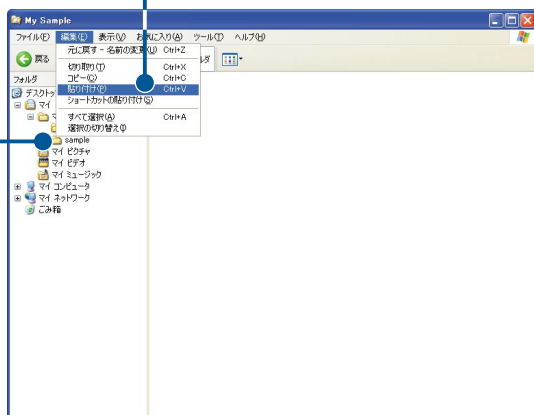 My Sample
ファイル(F) 編集(E) 表示(V) お気に入り(A) ツール(T) ヘルプ(H)
元に戻す - 名前の変更(U) Ctrl+Z
戻る
切り取り(T) Ctrl+X
コピー(C) Ctrl+C
貼り付け(P) Ctrl+V
ショートカットの貼り付け(S)
すべて選択(A) Ctrl+A
選択の切り替え(I)
フォルダ
デスクトッ
マイ
sample
マイ ピクチャ
マイ ビデオ
マイ ミュージック
マイ コンピュータ
マイ ネットワーク
ごみ箱